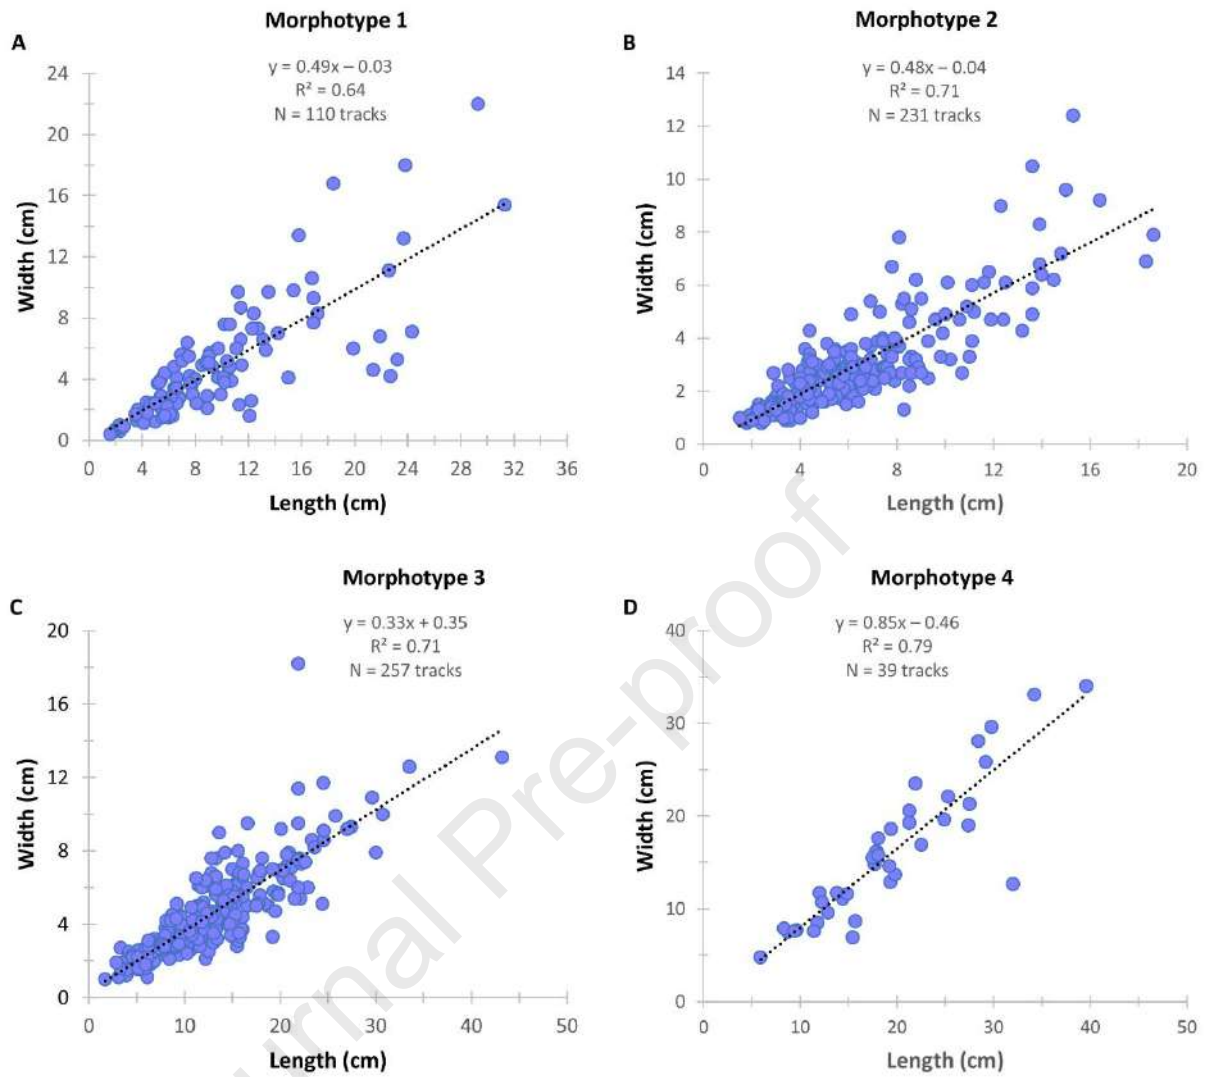 Morphotype 1
A
y = 0.49x – 0.03
R² = 0.64
N = 110 tracks
24
20
16
12
8
4
0
Width (cm)
0 4 8 12 16 20 24 28 32 36
Length (cm)
Morphotype 2
B
y = 0.48x – 0.04
R² = 0.71
N = 231 tracks
14
12
10
8
6
4
2
0
Width (cm)
0 4 8 12 16 20
Length (cm)
Morphotype 3
C
y = 0.33x + 0.35
R² = 0.71
N = 257 tracks
20
16
12
8
4
0
Width (cm)
0 10 20 30 40 50
Length (cm)
Morphotype 4
D
y = 0.85x – 0.46
R² = 0.79
N = 39 tracks
40
30
20
10
0
Width (cm)
0 10 20 30 40 50
Length (cm)
urnal Pre-proof